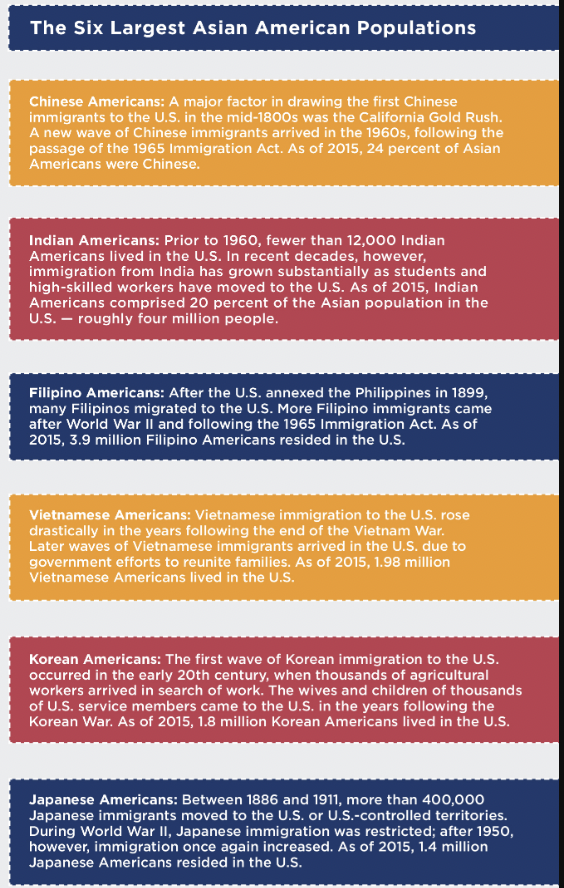 The Six Largest Asian American Populations
Chinese Americans: A major factor in drawing the first Chinese
immigrants to the U.S. in the mid-1800s was the California Gold Rush.
A new wave of Chinese immigrants arrived in the 1960s, following the
passage of the 1965 Immigration Act. As of 2015, 24 percent of Asian
Americans were Chinese.
Indian Americans: Prior to 1960, fewer than 12,000 Indian
Americans lived in the U.S. In recent decades, however,
immigration from India has grown substantially as students and
high-skilled workers have moved to the U.S. As of 2015, Indian
Americans comprised 20 percent of the Asian population in the
U.S. — roughly four million people.
Filipino Americans: After the U.S. annexed the Philippines in 1899,
many Filipinos migrated to the U.S. More Filipino immigrants came
after World War II and following the 1965 Immigration Act. As of
2015, 3.9 million Filipino Americans resided in the U.S.
Vietnamese Americans: Vietnamese immigration to the U.S. rose
drastically in the years following the end of the Vietnam War.
Later waves of Vietnamese immigrants arrived in the U.S. due to
government efforts to reunite families. As of 2015, 1.98 million
Vietnamese Americans lived in the U.S.
Korean Americans: The first wave of Korean immigration to the U.S.
occurred in the early 20th century, when thousands of agricultural
workers arrived in search of work. The wives and children of thousands
of U.S. service members came to the U.S. in the years following the
Korean War. As of 2015, 1.8 million Korean Americans lived in the U.S.
Japanese Americans: Between 1886 and 1911, more than 400,000
Japanese immigrants moved to the U.S. or U.S.-controlled territories.
During World War II, Japanese immigration was restricted; after 1950,
however, immigration once again increased. As of 2015, 1.4 million
Japanese Americans resided in the U.S.